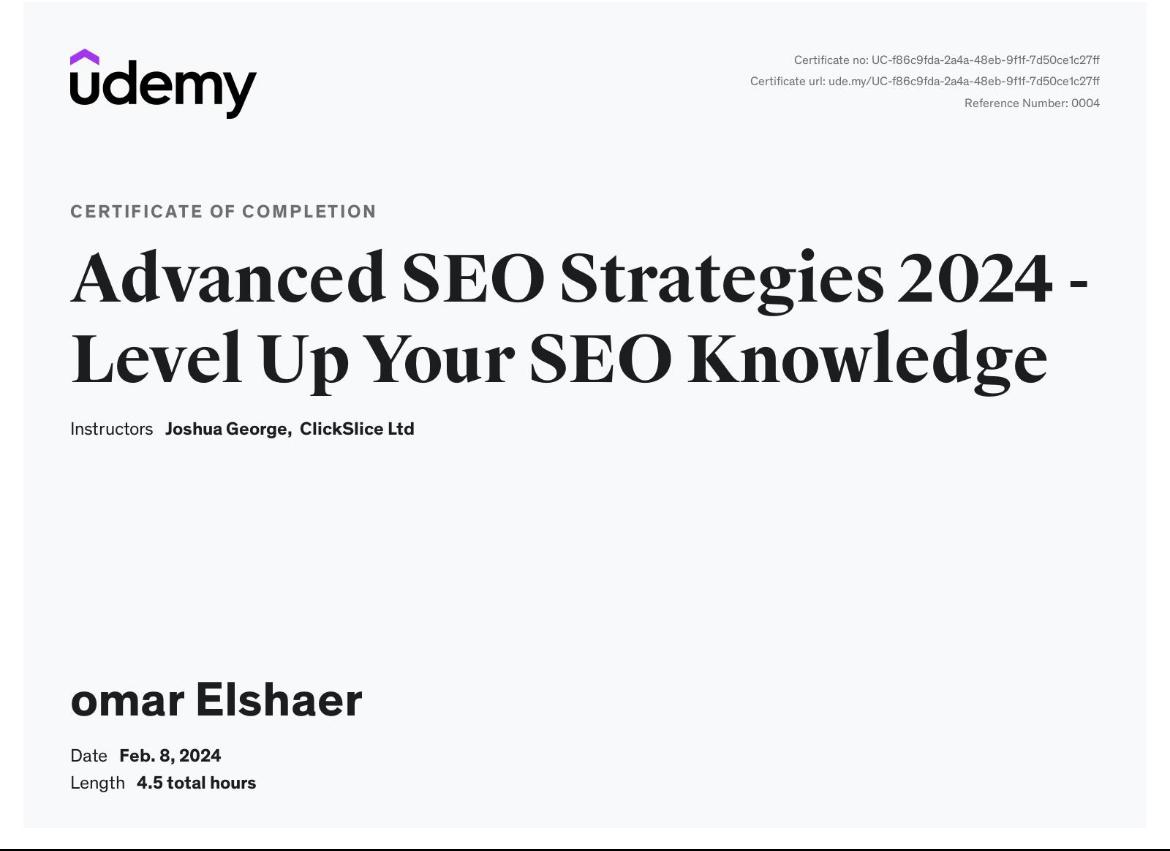 udemy
Certificate no: UC-f86c9fda-2a4a-48eb-9f1f-7d50ce1c27ff
Certificate url: ude.my/UC-f86c9fda-2a4a-48eb-9f1f-7d50ce1c27ff
Reference Number: 0004
CERTIFICATE OF COMPLETION
Advanced SEO Strategies 2024 -
Level Up Your SEO Knowledge
Instructors Joshua George, ClickSlice Ltd
omar Elshaer
Date Feb. 8, 2024
Length 4.5 total hours